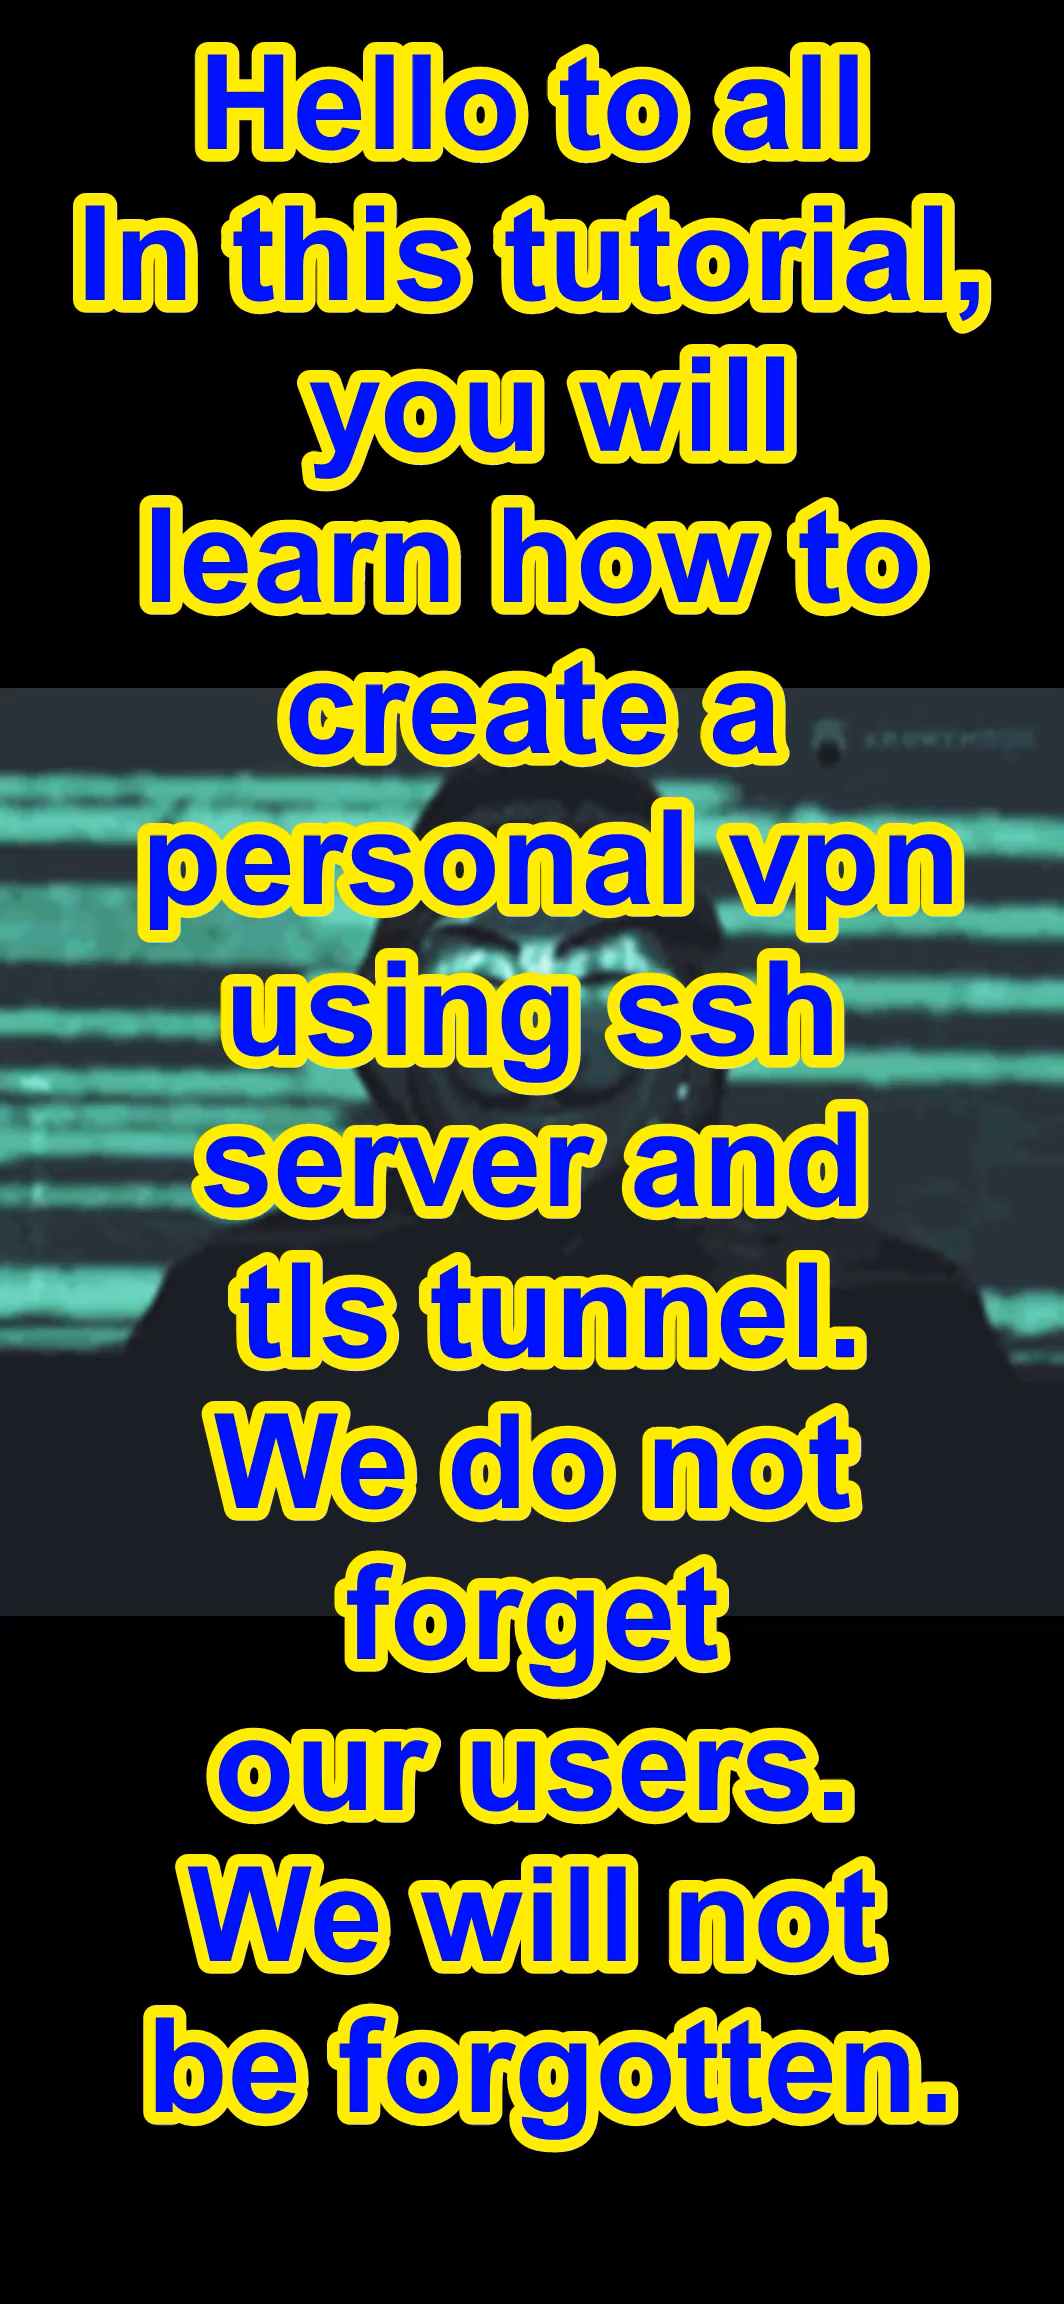 Hello to all
In this tutorial,
you will
learn how to
create a
personal vpn
using ssh
server and
tls tunnel.
We do not
forget
our users.
We will not
be forgotten.